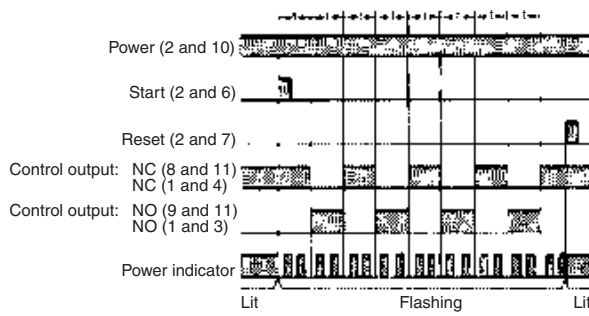 Power (2 and 10)
Start (2 and 6)
Reset (2 and 7)
Control output: NC (8 and 11)
NC (1 and 4)
Control output: NO (9 and 11)
NO (1 and 3)
Power indicator
Lit Flashing Lit